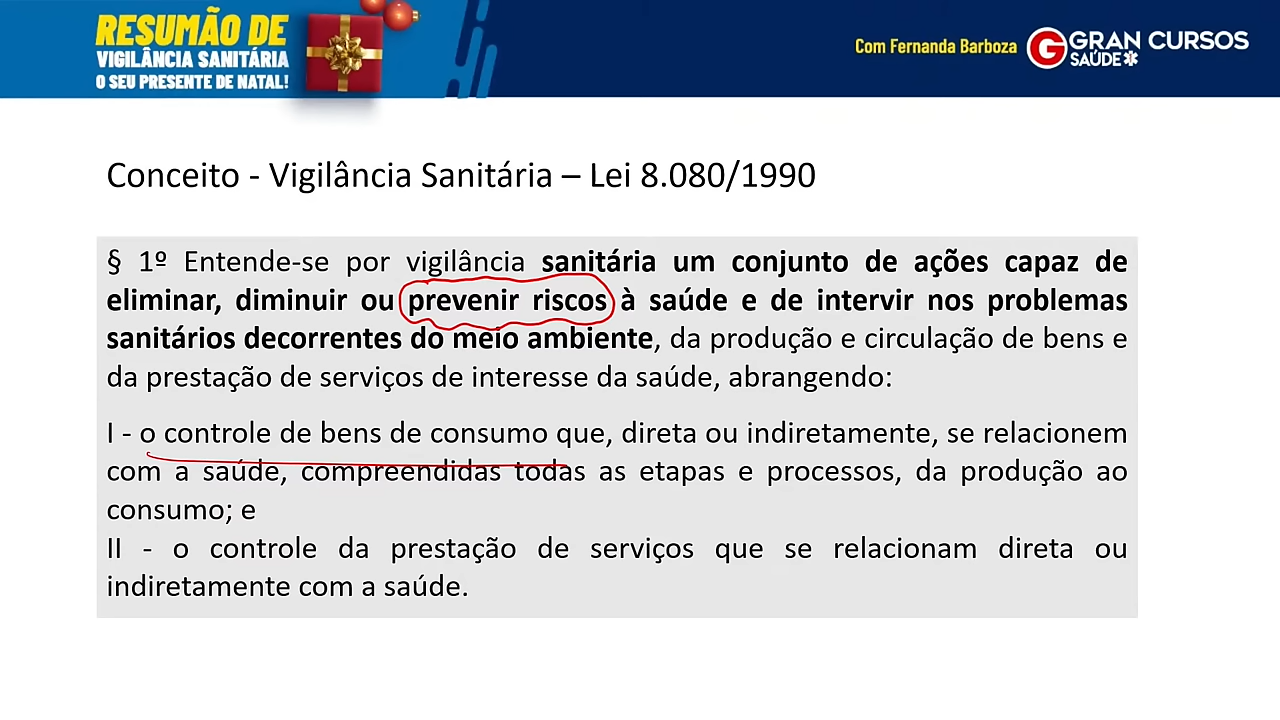 RESUMÃO DE
VIGILÂNCIA SANITÁRIA
O SEU PRESENTE DE NATAL!
Com Fernanda Barboza
GRAN CURSOS
SAÚDE
Conceito - Vigilância Sanitária – Lei 8.080/1990
§ 1º Entende-se por vigilância sanitária um conjunto de ações capaz de
eliminar, diminuir ou prevenir riscos à saúde e de intervir nos problemas
sanitários decorrentes do meio ambiente, da produção e circulação de bens e
da prestação de serviços de interesse da saúde, abrangendo:
I - o controle de bens de consumo que, direta ou indiretamente, se relacionem
com a saúde, compreendidas todas as etapas e processos, da produção ao
consumo; e
II - o controle da prestação de serviços que se relacionam direta ou
indiretamente com a saúde.